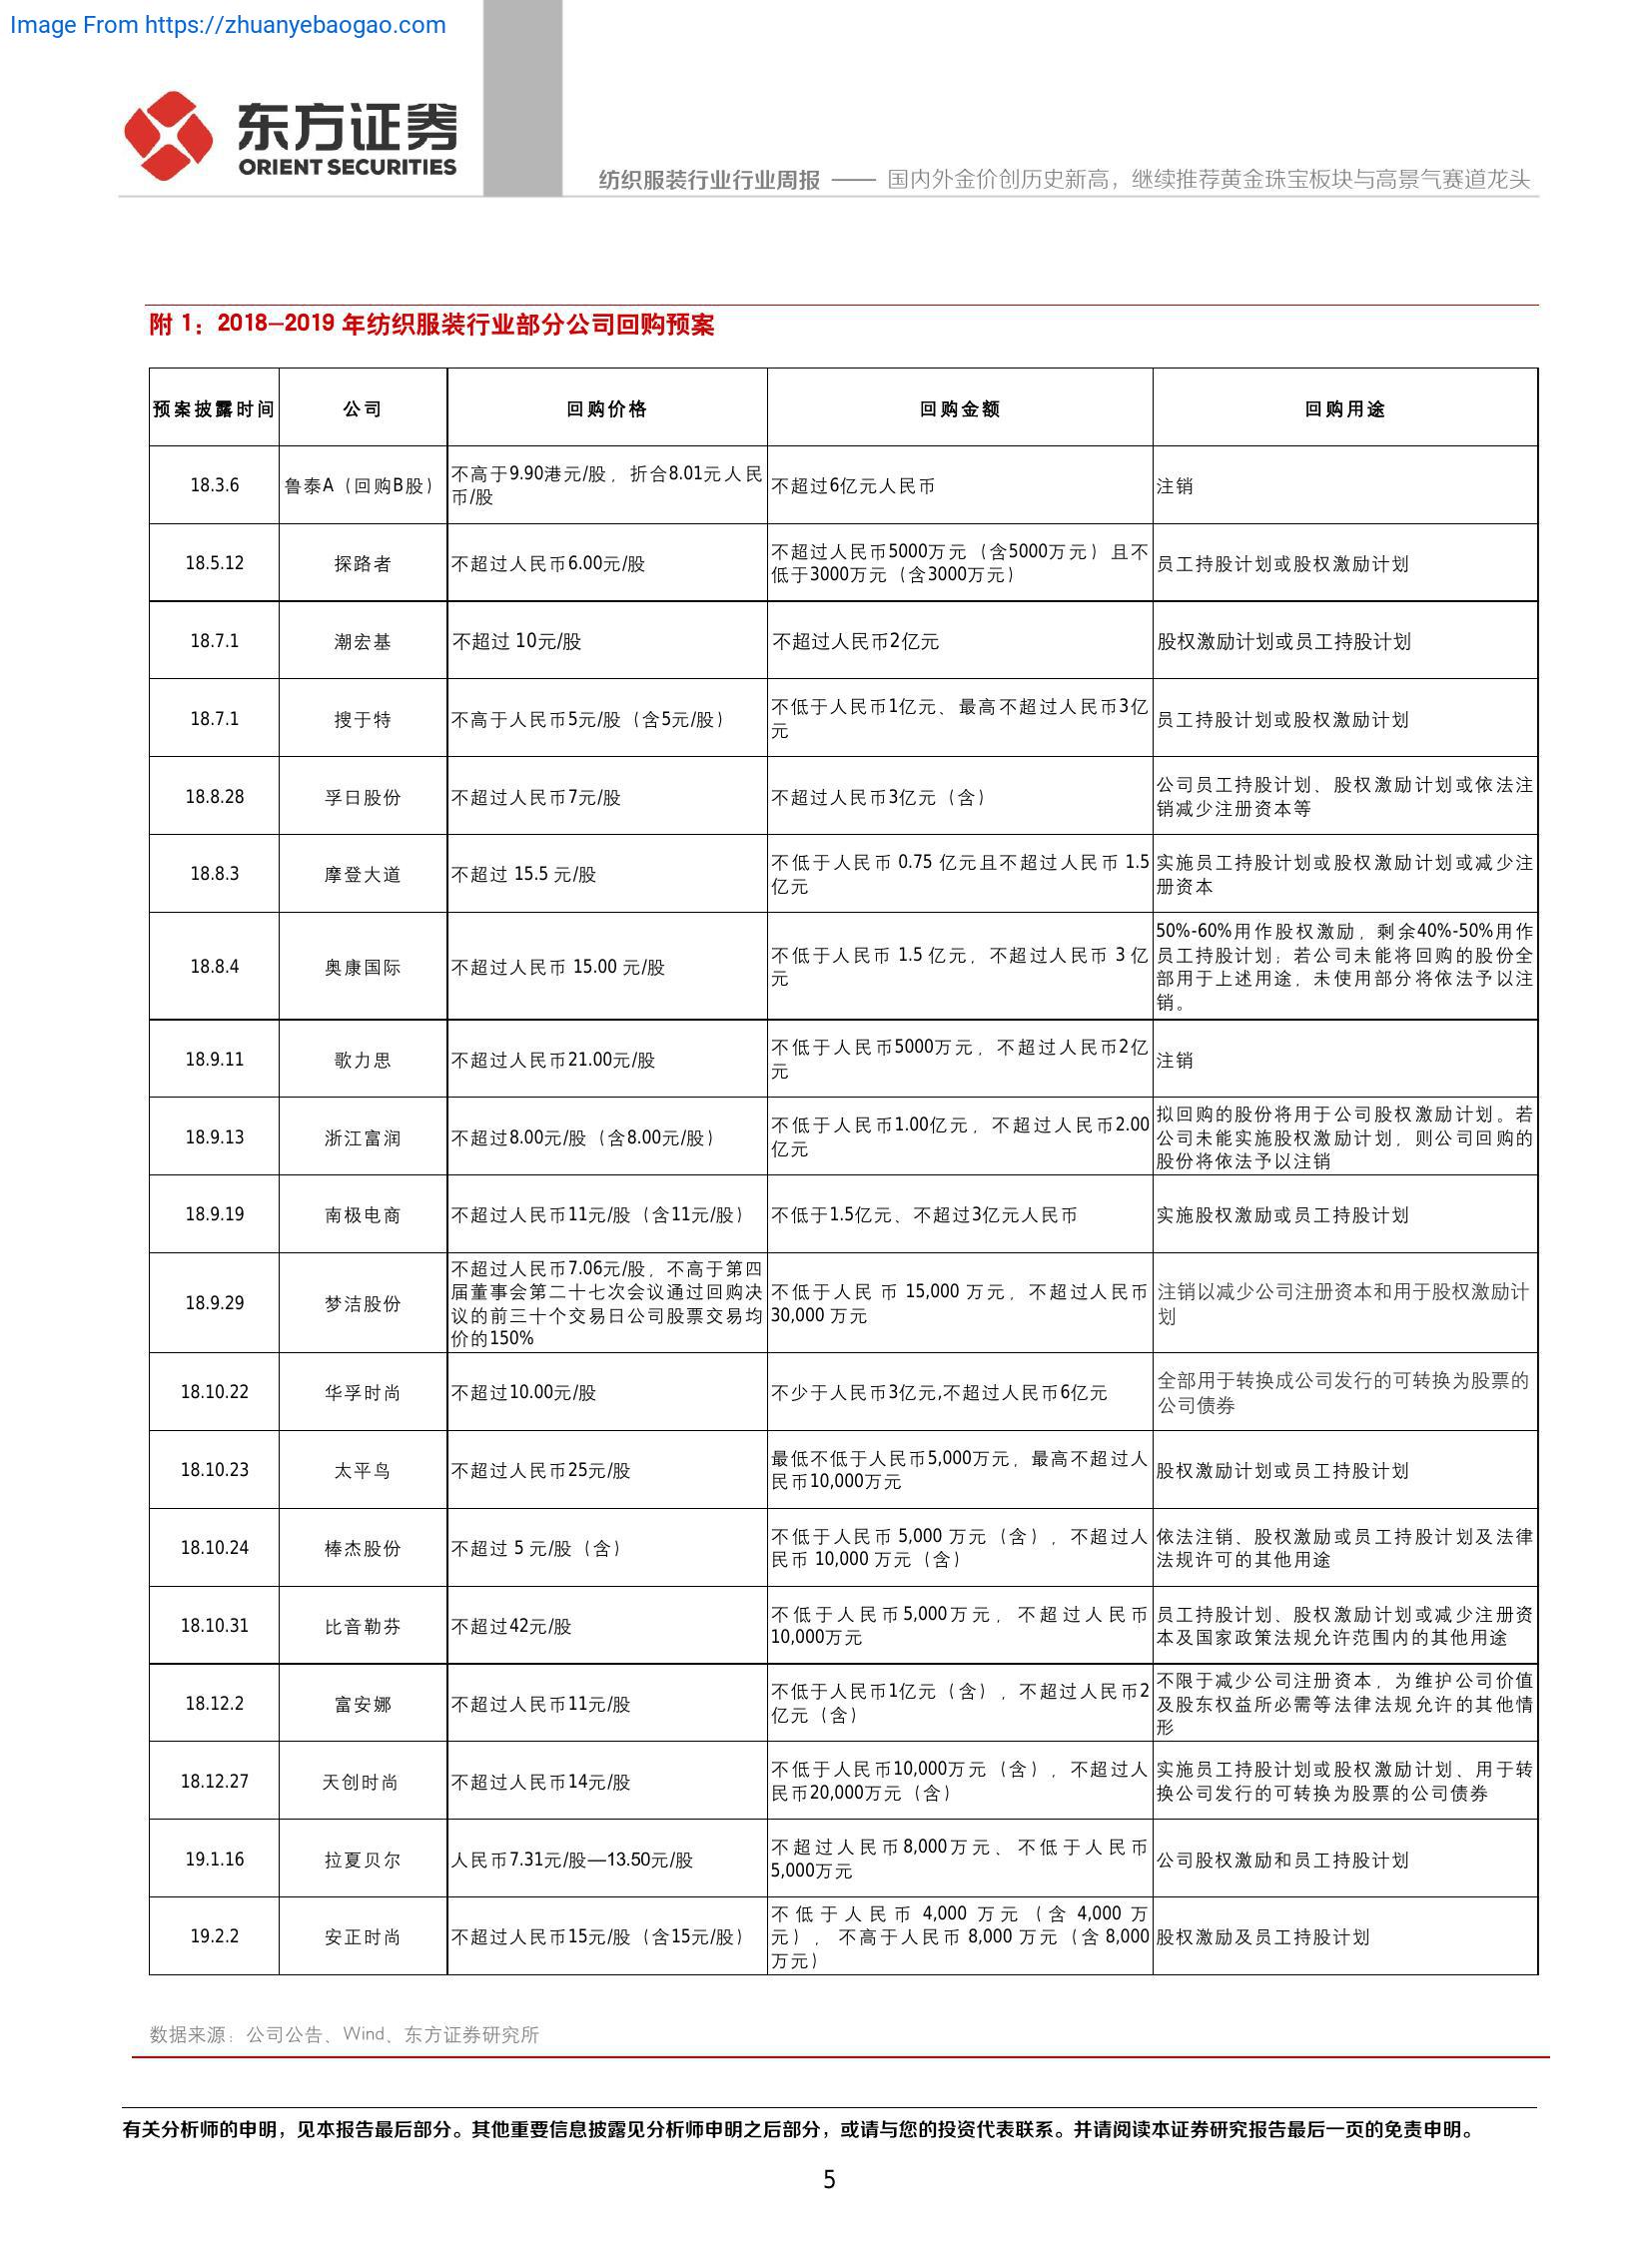 Image From https://zhuanyebaogao.com
东方证券
ORIENT SECURITIES
纺织服装行业行业周报 —— 国内外金价创历史新高，继续推荐黄金珠宝板块与高景气赛道龙头
附 1：2018—2019 年纺织服装行业部分公司回购预案
预案披露时间 公司 回购价格 回购金额 回购用途
18.3.6 鲁泰A（回购B股）
不高于9.90港元/股，折合8.01元人民
币/股
不超过6亿元人民币
注销
18.5.12 探路者 不超过人民币6.00元/股
不超过人民币5000万元（含5000万元）且不
低于3000万元（含3000万元）
员工持股计划或股权激励计划
18.7.1 潮宏基 不超过 10元/股 不超过人民币2亿元 股权激励计划或员工持股计划
18.7.1 搜于特 不高于人民币5元/股（含5元/股）
不低于人民币1亿元、最高不超过人民币3亿
元
员工持股计划或股权激励计划
18.8.28 孚日股份 不超过人民币7元/股 不超过人民币3亿元（含）
公司员工持股计划、股权激励计划或依法注
销减少注册资本等
18.8.3 摩登大道 不超过 15.5 元/股
不低于人民币 0.75 亿元且不超过人民币 1.5
亿元
实施员工持股计划或股权激励计划或减少注
册资本
18.8.4 奥康国际 不超过人民币 15.00 元/股
不低于人民币 1.5 亿元，不超过人民币 3 亿
元
50%-60%用作股权激励，剩余40%-50%用作
员工持股计划；若公司未能将回购的股份全
部用于上述用途，未使用部分将依法予以注
销。
18.9.11 歌力思 不超过人民币21.00元/股
不低于人民币5000万元，不超过人民币2亿
元
注销
18.9.13 浙江富润 不超过8.00元/股（含8.00元/股）
不低于人民币1.00亿元，不超过人民币2.00
亿元
拟回购的股份将用于公司股权激励计划。若
公司未能实施股权激励计划，则公司回购的
股份将依法予以注销
18.9.19 南极电商 不超过人民币11元/股（含11元/股） 不低于1.5亿元、不超过3亿元人民币 实施股权激励或员工持股计划
18.9.29 梦洁股份
不超过人民币7.06元/股，不高于第四
届董事会第二十七次会议通过回购决
议的前三十个交易日公司股票交易均
价的150%
不低于人民 币 15,000 万元，不超过人民币
30,000 万元
注销以减少公司注册资本和用于股权激励计
划
18.10.22 华孚时尚 不超过10.00元/股 不少于人民币3亿元,不超过人民币6亿元
全部用于转换成公司发行的可转换为股票的
公司债券
18.10.23 太平鸟 不超过人民币25元/股
最低不低于人民币5,000万元，最高不超过人
民币10,000万元
股权激励计划或员工持股计划
18.10.24 棒杰股份 不超过 5 元/股（含）
不低于人民币 5,000 万元（含），不超过人
民币 10,000 万元（含）
依法注销、股权激励或员工持股计划及法律
法规许可的其他用途
18.10.31 比音勒芬 不超过42元/股
不低于人民币5,000万元，不超过人民币
10,000万元
员工持股计划、股权激励计划或减少注册资
本及国家政策法规允许范围内的其他用途
18.12.2 富安娜 不超过人民币11元/股
不低于人民币1亿元（含），不超过人民币2
亿元（含）
不限于减少公司注册资本，为维护公司价值
及股东权益所必需等法律法规允许的其他情
形
18.12.27 天创时尚 不超过人民币14元/股
不低于人民币10,000万元（含），不超过人
民币20,000万元（含）
实施员工持股计划或股权激励计划、用于转
换公司发行的可转换为股票的公司债券
19.1.16 拉夏贝尔 人民币7.31元/股—13.50元/股
不超过人民币8,000万元、不低于人民币
5,000万元
公司股权激励和员工持股计划
19.2.2 安正时尚 不超过人民币15元/股（含15元/股）
不低于人民币 4,000 万元（含 4,000 万
元），不高于人民币 8,000 万元（含 8,000
万元）
股权激励及员工持股计划
数据来源：公司公告、Wind、东方证券研究所
有关分析师的申明，见本报告最后部分。其他重要信息披露见分析师申明之后部分，或请与您的投资代表联系。并请阅读本证券研究报告最后一页的免责申明。
5